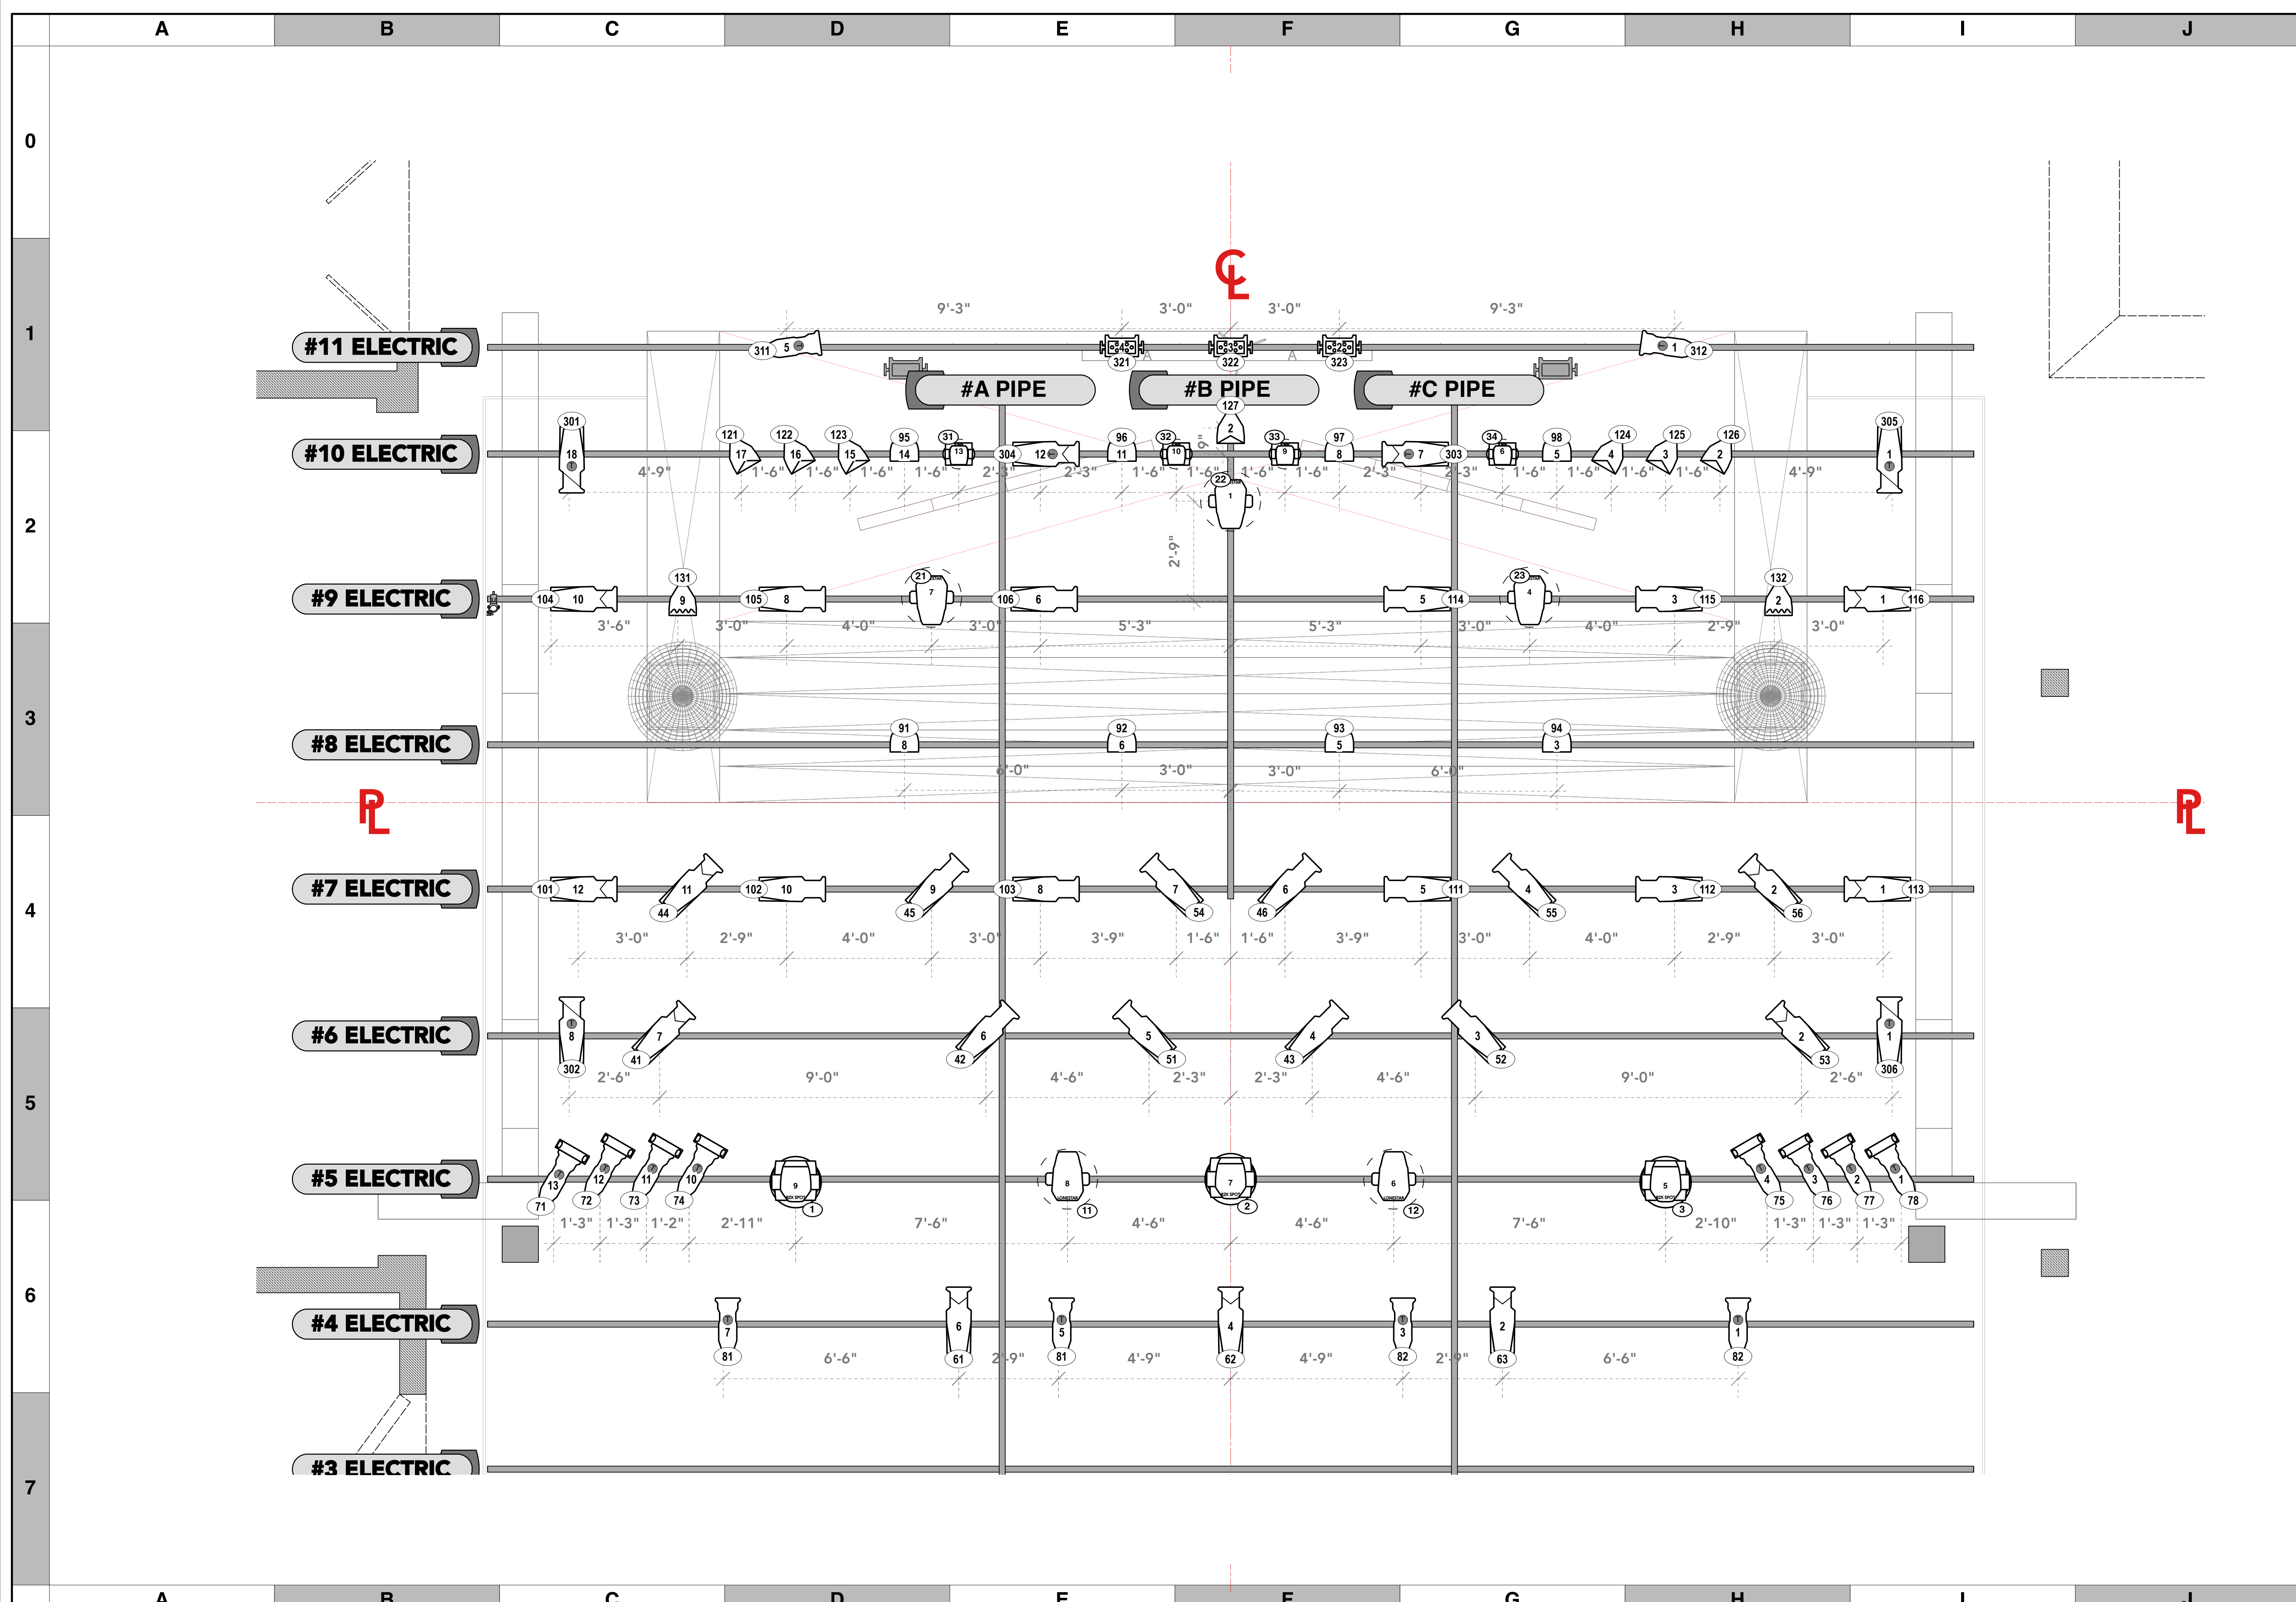 A B C D E F G H I J
0
CL
1
9'-3" 3'-0" 3'-0" 9'-3"
#11 ELECTRIC
311 5 4 3 2 1 312
321 322 323
A A
#A PIPE #B PIPE #C PIPE
127
2
301 121 122 123 95 31 32 96 33 97 34 98 124 125 126 305
#10 ELECTRIC
18 17 16 15 14 13 304 12 11 10 9 8 7 303 6 5 4 3 2 1
4'-9" 1'-6" 1'-6" 1'-6" 1'-6" 2'-3" 2'-3" 1'-6" 1'-6" 1'-6" 1'-6" 2'-3" 2'-3" 1'-6" 1'-6" 1'-6" 1'-6" 4'-9"
22
1
2
2'-9"
131 21 23 132
#9 ELECTRIC
104 10 9 105 8 7 106 6 5 114 4 3 115 2 1 116
3'-6" 3'-0" 4'-0" 3'-0" 5'-3" 5'-3" 3'-0" 4'-0" 2'-9" 3'-0"
3
91 92 93 94
#8 ELECTRIC
8 6 5 3
6'-0" 3'-0" 3'-0" 6'-0"
PL PL
#7 ELECTRIC
101 12 11 102 10 9 103 8 7 6 5 111 4 3 112 2 1 113
44 45 54 46 55 56
4
3'-0" 2'-9" 4'-0" 3'-0" 3'-9" 1'-6" 1'-6" 3'-9" 3'-0" 4'-0" 2'-9" 3'-0"
#6 ELECTRIC
8 7 6 5 4 3 2 1
302 41 42 51 43 52 53 306
2'-6" 9'-0" 4'-6" 2'-3" 2'-3" 4'-6" 9'-0" 2'-6"
5
#5 ELECTRIC
13 12 11 10 9 8 7 6 5 4 3 2 1
LONESTAR LONESTAR
71 72 73 74 1 11 2 12 3 75 76 77 78
1'-3" 1'-3" 1'-2" 2'-11" 7'-6" 4'-6" 4'-6" 7'-6" 2'-10" 1'-3" 1'-3" 1'-3"
6
#4 ELECTRIC
7 6 5 4 3 2 1
81 61 81 62 82 63 82
6'-6" 2'-9" 4'-9" 4'-9" 2'-9" 6'-6"
#3 ELECTRIC
7
A B C D E F G H I J